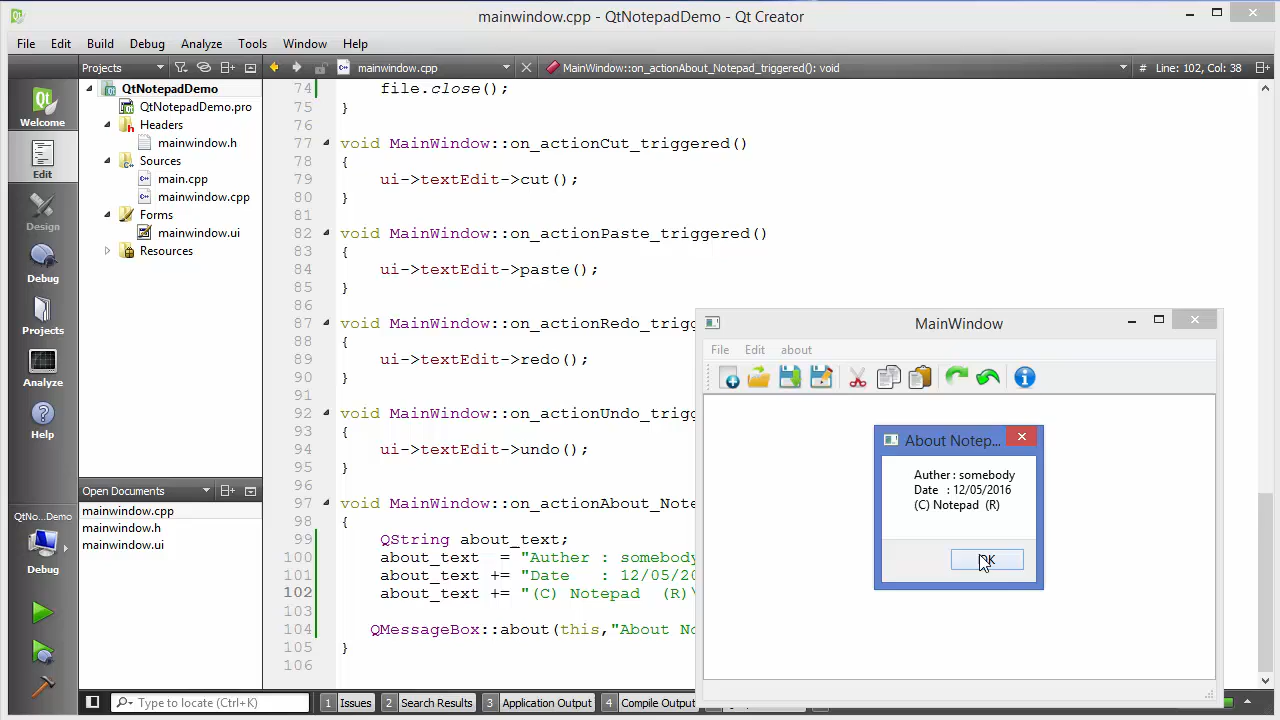 mainwindow.cpp - QtNotepadDemo - Qt Creator
File Edit Build Debug Analyze Tools Window Help
Projects mainwindow.cpp MainWindow::on_actionAbout_Notepad_triggered(): void # Line: 102, Col: 38
Welcome
Edit
Design
Debug
Projects
Analyze
Help
QtNo...Demo
Debug
QtNotepadDemo
QtNotepadDemo.pro
Headers
mainwindow.h
Sources
main.cpp
mainwindow.cpp
Forms
mainwindow.ui
Resources
Open Documents
mainwindow.cpp
mainwindow.h
mainwindow.ui
74 file.close();
75 }
76
77 void MainWindow::on_actionCut_triggered()
78 {
79 ui->textEdit->cut();
80 }
81
82 void MainWindow::on_actionPaste_triggered()
83 {
84 ui->textEdit->paste();
85 }
86
87 void MainWindow::on_actionRedo_trigg
88 {
89 ui->textEdit->redo();
90 }
91
92 void MainWindow::on_actionUndo_trigg
93 {
94 ui->textEdit->undo();
95 }
96
97 void MainWindow::on_actionAbout_Note
98 {
99 QString about_text;
100 about_text = "Auther : somebody
101 about_text += "Date : 12/05/20
102 about_text += "(C) Notepad (R)\
103
104 QMessageBox::about(this,"About No
105 }
106
MainWindow
File Edit about
About Notep...
Auther : somebody
Date : 12/05/2016
(C) Notepad (R)
OK
Type to locate (Ctrl+K) 1 Issues 2 Search Results 3 Application Output 4 Compile Output